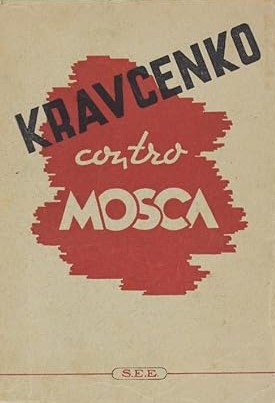 KRAVCENKO
contro
MOSCA
S.E.E.